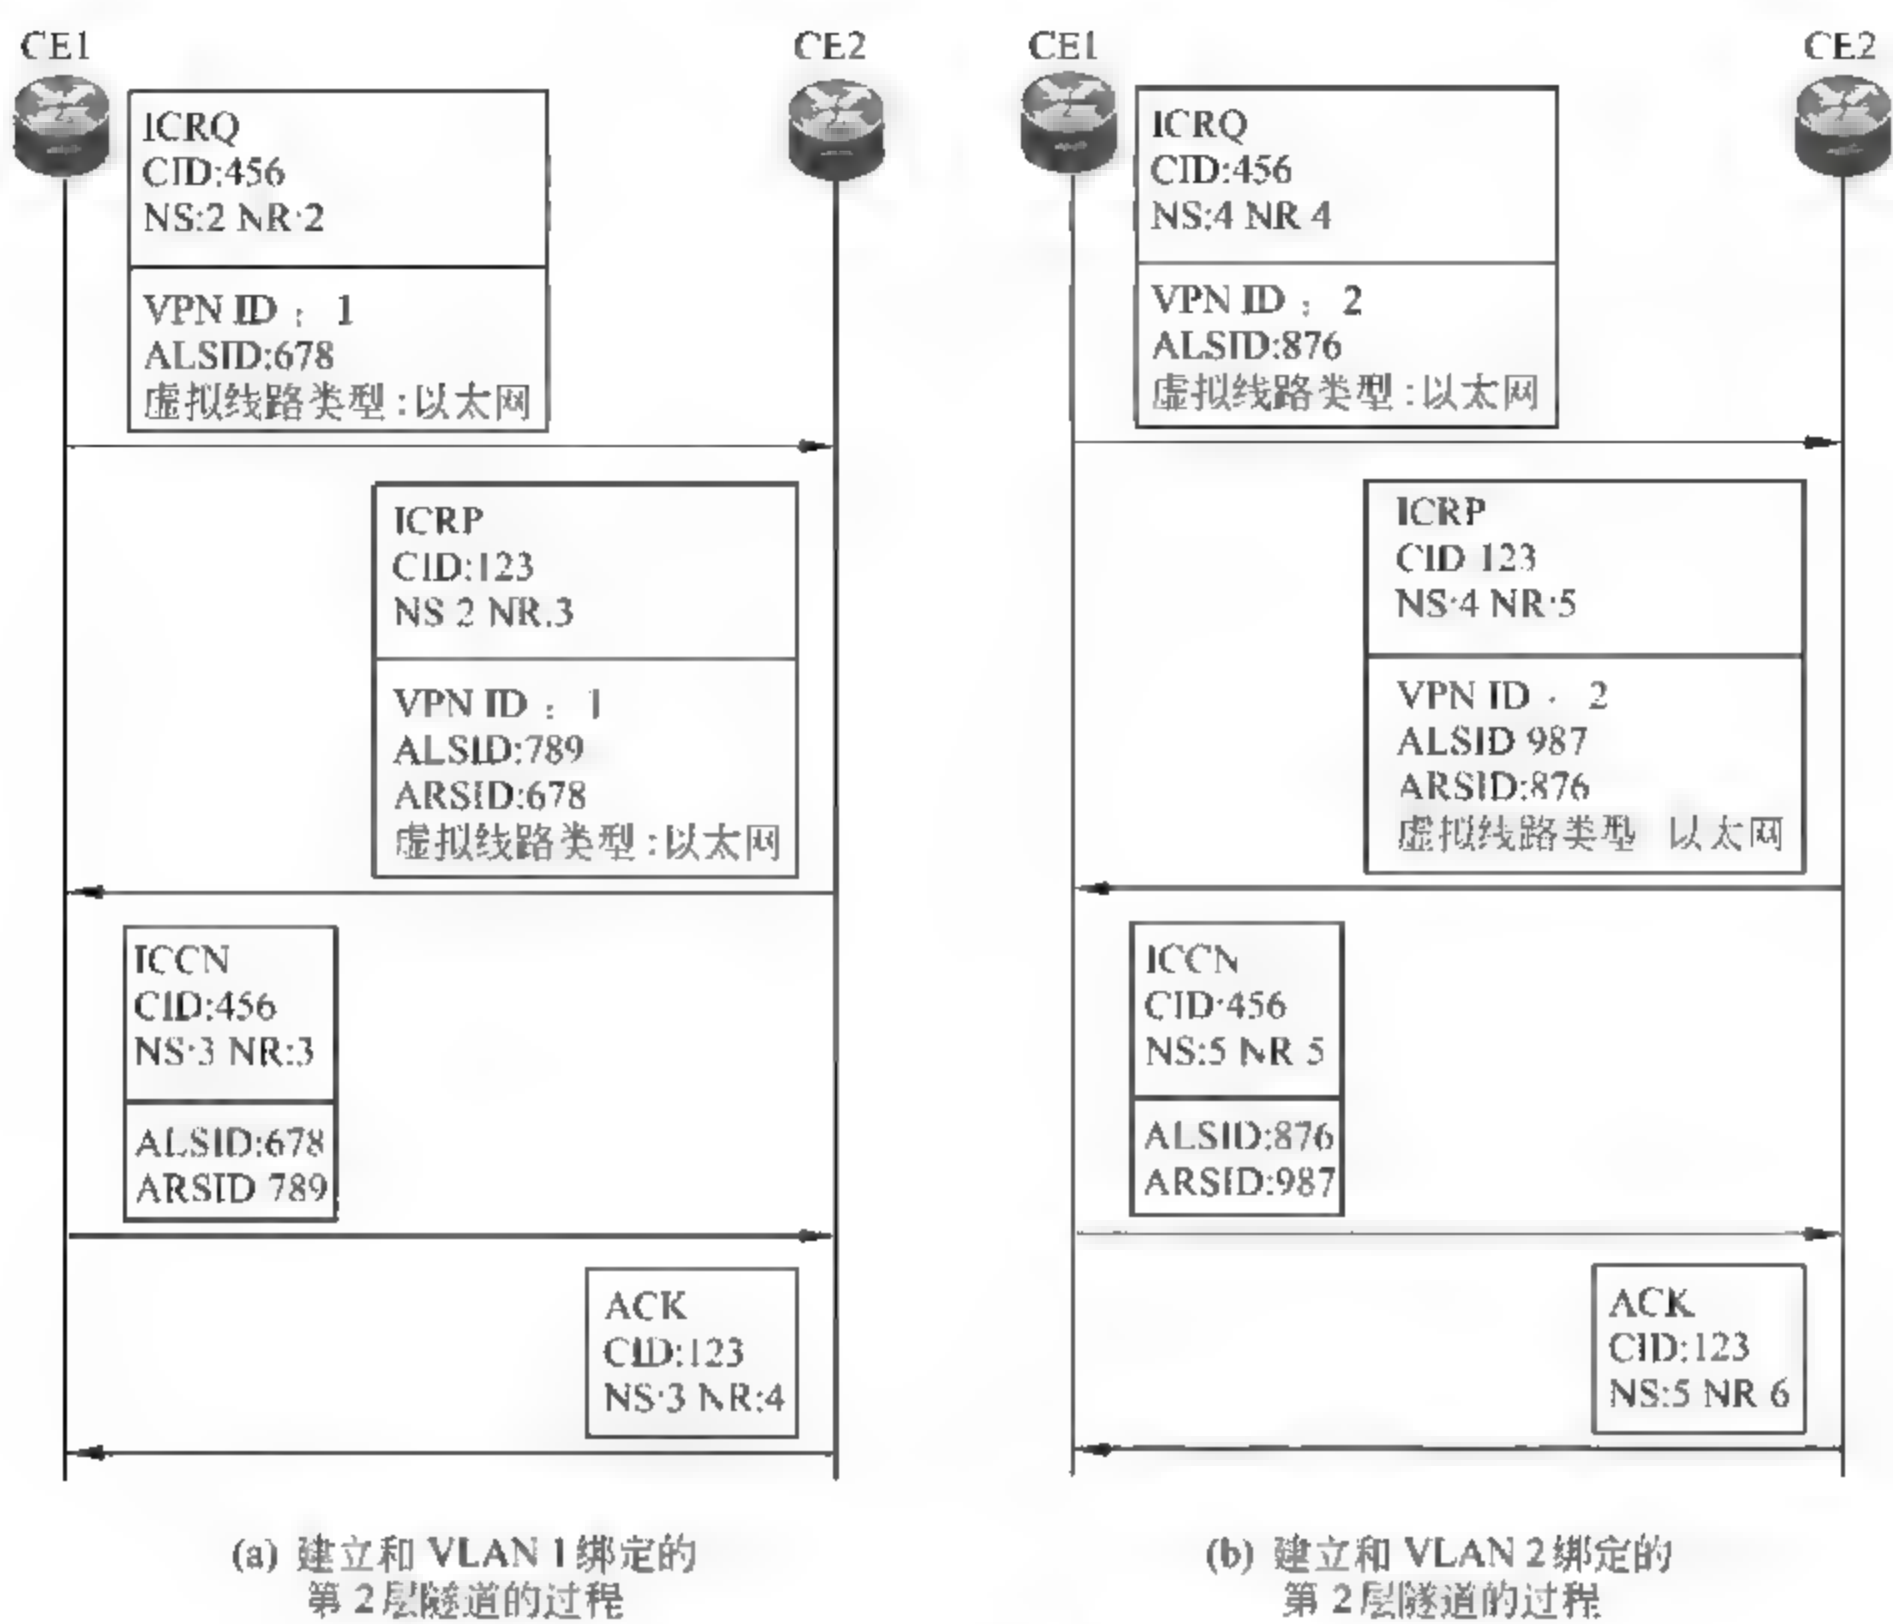 CE1
CE2
ICRQ
CID:456
NS:2 NR:2
VPN ID : 1
ALSID:678
虚拟线路类型:以太网
ICRP
CID:123
NS 2 NR:3
VPN ID : 1
ALSID:789
ARSID:678
虚拟线路类型:以太网
ICCN
CID:456
NS:3 NR:3
ALSID:678
ARSID 789
ACK
CID:123
NS:3 NR:4
(a) 建立和 VLAN 1绑定的
第 2层隧道的过程
CE1
CE2
ICRQ
CID:456
NS:4 NR 4
VPN ID : 2
ALSID:876
虚拟线路类型:以太网
ICRP
CID 123
NS:4 NR:5
VPN ID · 2
ALSID 987
ARSID:876
虚拟线路类型 以太网
ICCN
CID:456
NS:5 NR 5
ALSID:876
ARSID:987
ACK
CID:123
NS:5 NR 6
(b) 建立和 VLAN 2绑定的
第 2层隧道的过程